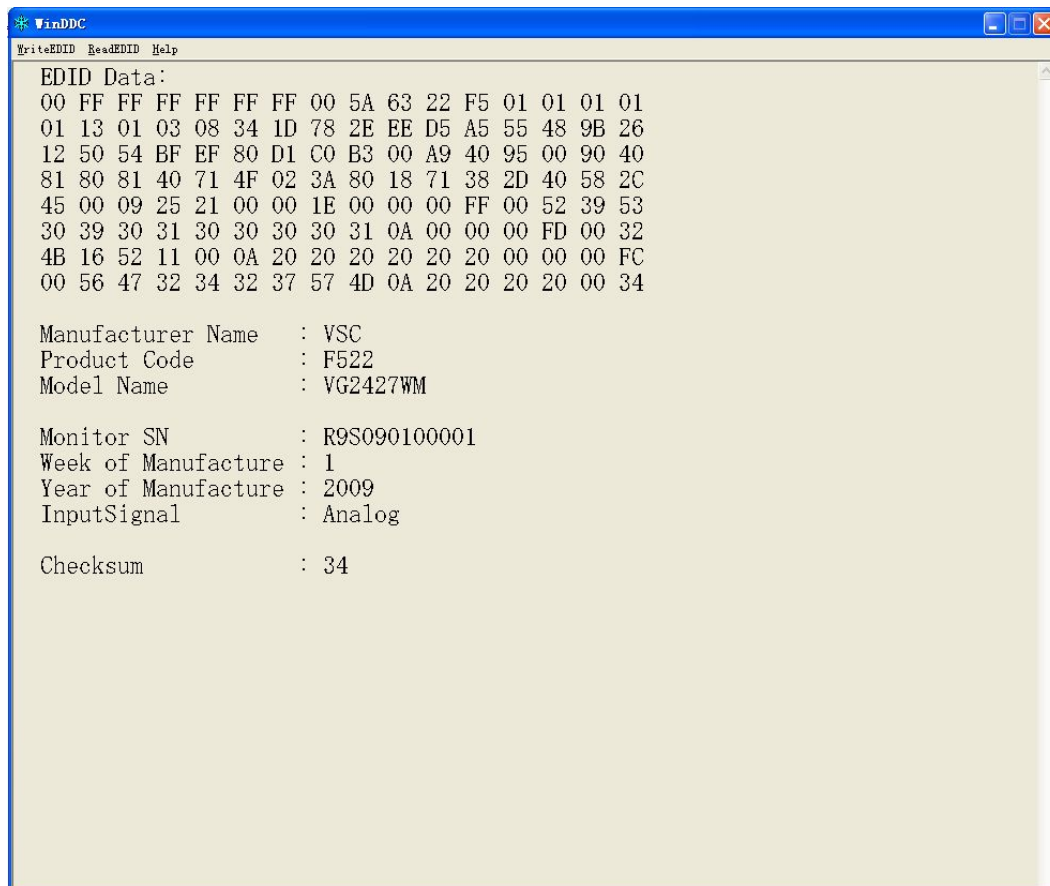 WinDDC
WriteEDID ReadEDID Help
EDID Data:
00 FF FF FF FF FF FF 00 5A 63 22 F5 01 01 01 01
01 13 01 03 08 34 1D 78 2E EE D5 A5 55 48 9B 26
12 50 54 BF EF 80 D1 C0 B3 00 A9 40 95 00 90 40
81 80 81 40 71 4F 02 3A 80 18 71 38 2D 40 58 2C
45 00 09 25 21 00 00 1E 00 00 00 FF 00 52 39 53
30 39 30 31 30 30 30 30 31 0A 00 00 00 FD 00 32
4B 16 52 11 00 0A 20 20 20 20 20 20 00 00 00 FC
00 56 47 32 34 32 37 57 4D 0A 20 20 20 20 00 34
Manufacturer Name : VSC
Product Code : F522
Model Name : VG2427WM
Monitor SN : R9S090100001
Week of Manufacture : 1
Year of Manufacture : 2009
InputSignal : Analog
Checksum : 34